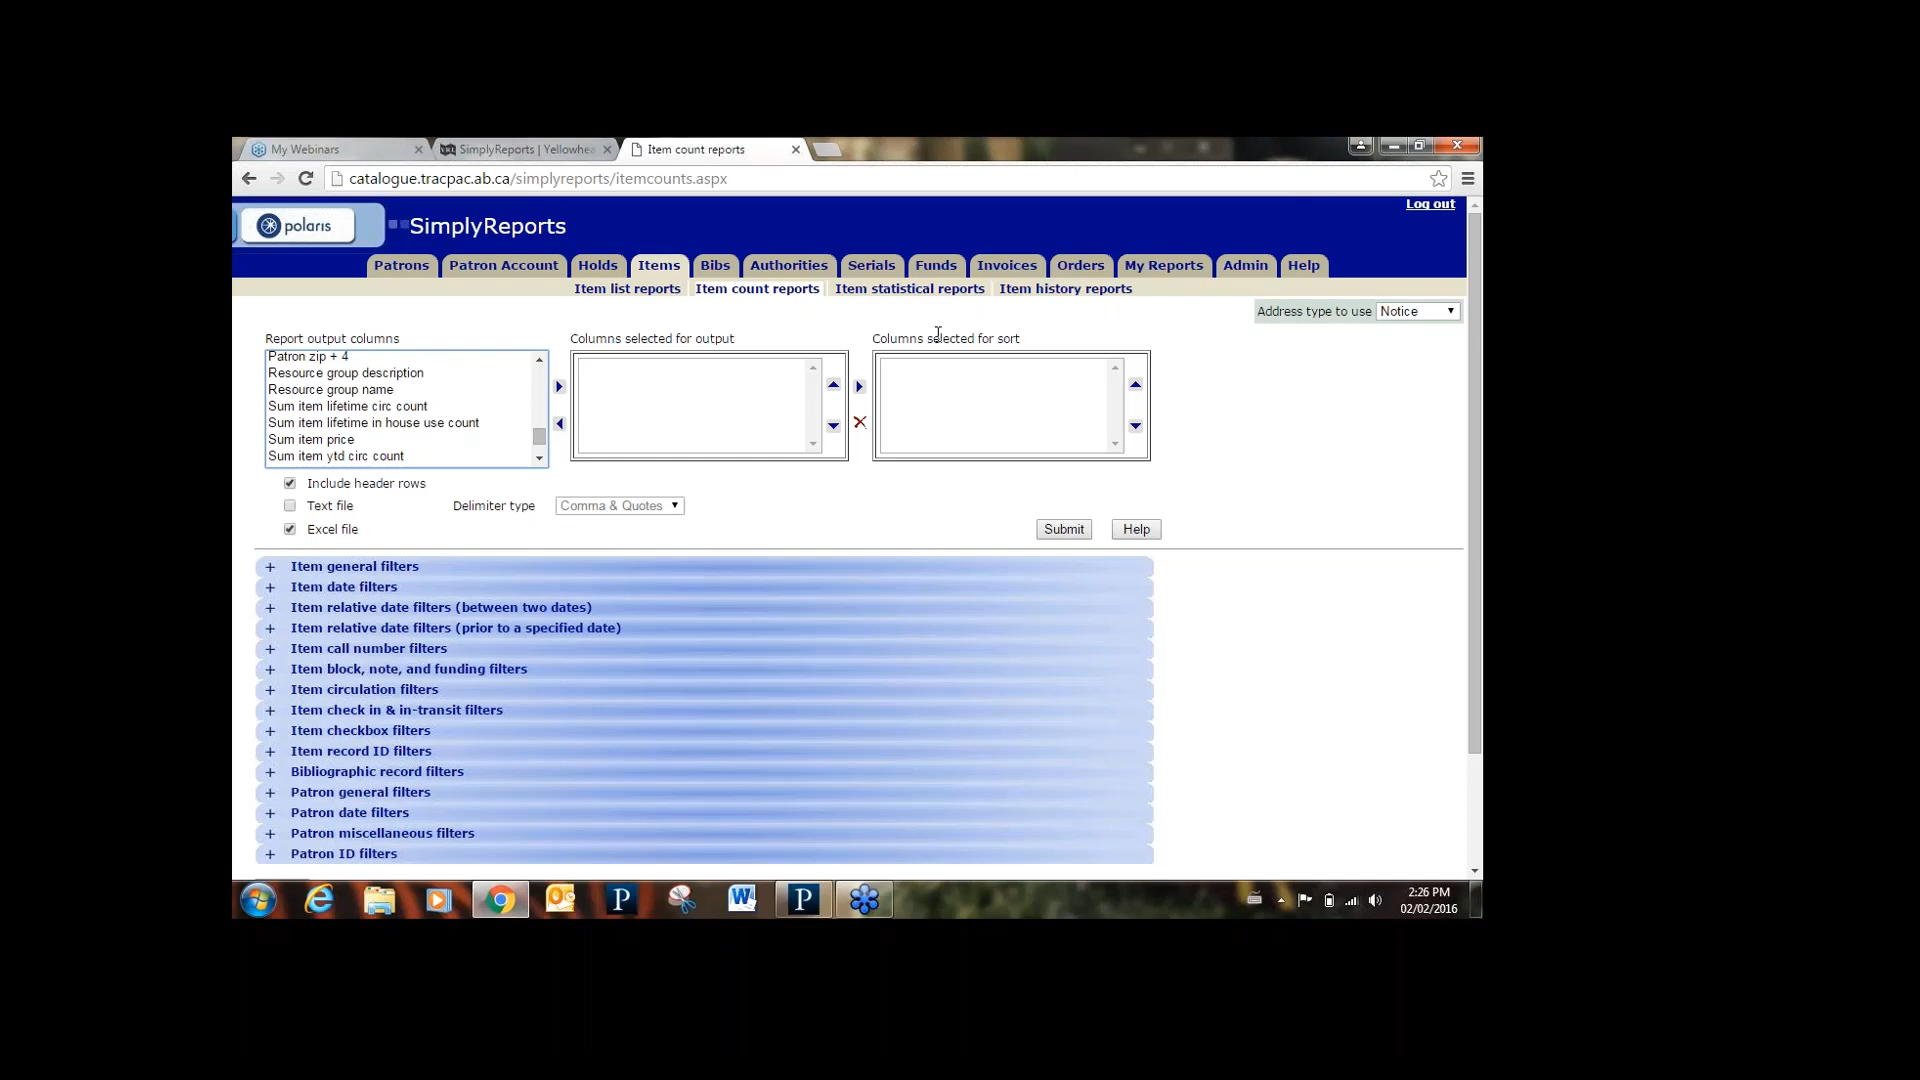 My Webinars
SimplyReports | Yellowhea
Item count reports
catalogue.tracpac.ab.ca/simplyreports/itemcounts.aspx
Log out
polaris
SimplyReports
Patrons
Patron Account
Holds
Items
Bibs
Authorities
Serials
Funds
Invoices
Orders
My Reports
Admin
Help
Item list reports
Item count reports
Item statistical reports
Item history reports
Address type to use
Notice
Report output columns
Columns selected for output
Columns selected for sort
Patron zip + 4
Resource group description
Resource group name
Sum item lifetime circ count
Sum item lifetime in house use count
Sum item price
Sum item ytd circ count
Include header rows
Text file
Delimiter type
Comma & Quotes
Excel file
Submit
Help
+ Item general filters
+ Item date filters
+ Item relative date filters (between two dates)
+ Item relative date filters (prior to a specified date)
+ Item call number filters
+ Item block, note, and funding filters
+ Item circulation filters
+ Item check in & in-transit filters
+ Item checkbox filters
+ Item record ID filters
+ Bibliographic record filters
+ Patron general filters
+ Patron date filters
+ Patron miscellaneous filters
+ Patron ID filters
P
W
P
2:26 PM
02/02/2016